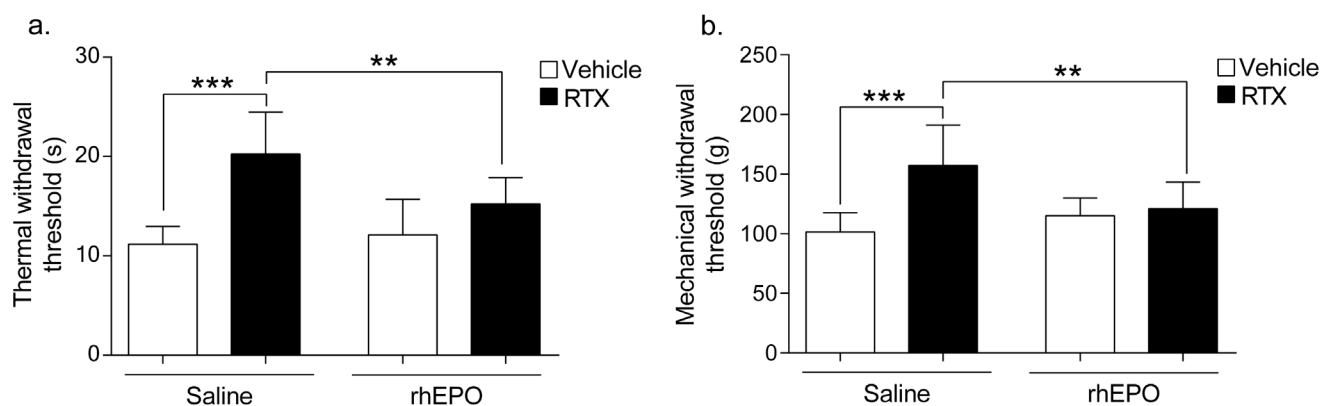 a.
Thermal withdrawal
threshold (s)
30
20
10
0
***
**
Vehicle
RTX
Saline
rhEPO
b.
Mechanical withdrawal
threshold (g)
250
200
150
100
50
0
***
**
Vehicle
RTX
Saline
rhEPO